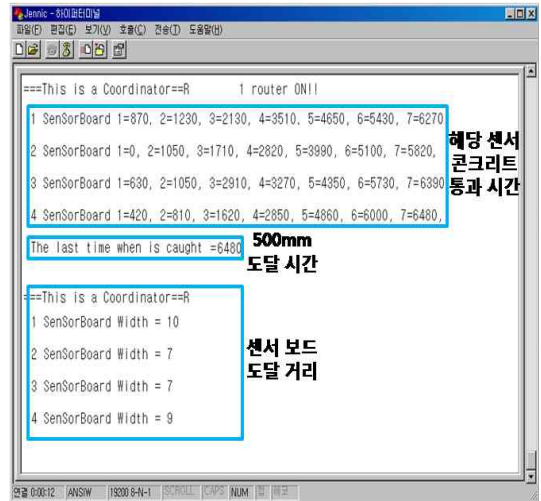 Jennic - 하이퍼터미널
파일(F) 편집(E) 보기(V) 호출(C) 전송(T) 도움말(H)
===This is a Coordinator==R 1 router ON!!
1 SenSorBoard 1=870, 2=1230, 3=2130, 4=3510, 5=4650, 6=5430, 7=6270
2 SenSorBoard 1=0, 2=1050, 3=1710, 4=2820, 5=3990, 6=5100, 7=5820,
3 SenSorBoard 1=630, 2=1050, 3=2910, 4=3270, 5=4350, 6=5730, 7=6390
4 SenSorBoard 1=420, 2=810, 3=1620, 4=2850, 5=4860, 6=6000, 7=6480,
해당 센서
콘크리트
통과 시간
The last time when is caught =6480
500mm
도달 시간
===This is a Coordinator==R
1 SenSorBoard Width = 10
2 SenSorBoard Width = 7
3 SenSorBoard Width = 7
4 SenSorBoard Width = 9
센서 보드
도달 거리
연결 0:00:12 ANSIW 19200 8-N-1 SCROLL CAPS NUM 캡 에코